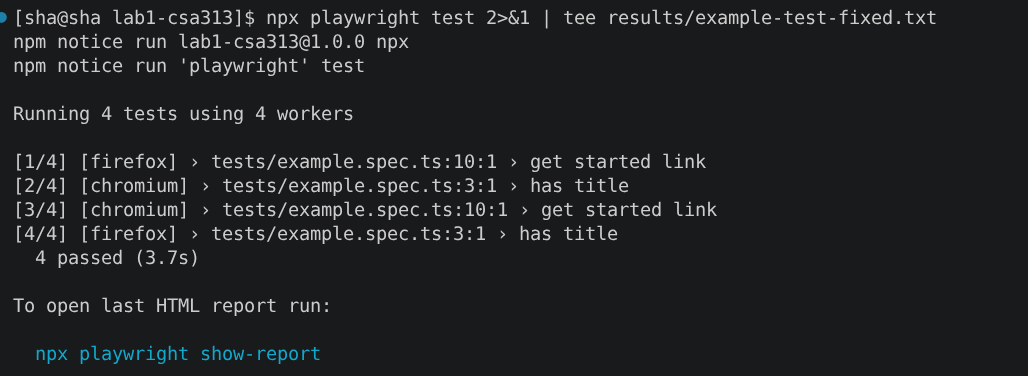 [sha@sha lab1-csa313]$ npx playwright test 2>&1 | tee results/example-test-fixed.txt
npm notice run lab1-csa313@1.0.0 npx
npm notice run 'playwright' test
Running 4 tests using 4 workers
[1/4] [firefox] › tests/example.spec.ts:10:1 › get started link
[2/4] [chromium] › tests/example.spec.ts:3:1 › has title
[3/4] [chromium] › tests/example.spec.ts:10:1 › get started link
[4/4] [firefox] › tests/example.spec.ts:3:1 › has title
4 passed (3.7s)
To open last HTML report run:
npx playwright show-report